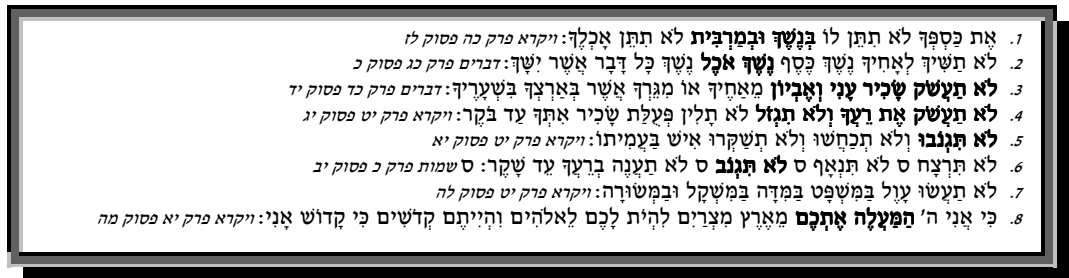 1. אֶת כַּסְפְּךָ לֹא תִתֵּן לוֹ בְּנֶשֶׁךְ וּבְמַרְבִּית לֹא תִתֵּן אָכְלֶךָ: ויקרא פרק כה פסוק לז
2. לֹא תַשִּׁיךְ לְאָחִיךָ נֶשֶׁךְ כֶּסֶף נֶשֶׁךְ אֹכֶל נֶשֶׁךְ כָּל דָּבָר אֲשֶׁר יִשָּׁךְ: דברים פרק כג פסוק כ
3. לֹא תַעֲשֹׁק שָׂכִיר עָנִי וְאֶבְיוֹן מֵאַחֶיךָ אוֹ מִגֵּרְךָ אֲשֶׁר בְּאַרְצְךָ בִּשְׁעָרֶיךָ: דברים פרק כד פסוק יד
4. לֹא תַעֲשֹׁק אֶת רֵעֲךָ וְלֹא תִגְזֹל לֹא תָלִין פְּעֻלַּת שָׂכִיר אִתְּךָ עַד בֹּקֶר: ויקרא פרק יט פסוק יג
5. לֹא תִּגְנֹבוּ וְלֹא תְכַחֲשׁוּ וְלֹא תְשַׁקְּרוּ אִישׁ בַּעֲמִיתוֹ: ויקרא פרק יט פסוק יא
6. לֹא תִּרְצָח ס לֹא תִּנְאָף ס לֹא תִּגְנֹב ס לֹא תַעֲנֶה בְרֵעֲךָ עֵד שָׁקֶר: ס שמות פרק כ פסוק יב
7. לֹא תַעֲשׂוּ עָוֶל בַּמִּשְׁפָּט בַּמִּדָּה בַּמִּשְׁקָל וּבַמְּשׂוּרָה: ויקרא פרק יט פסוק לה
8. כִּי אֲנִי ה' הַמַּעֲלֶה אֶתְכֶם מֵאֶרֶץ מִצְרַיִם לִהְיֹת לָכֶם לֵאלֹהִים וִהְיִיתֶם קְדֹשִׁים כִּי קָדוֹשׁ אָנִי: ויקרא פרק יא פסוק מה